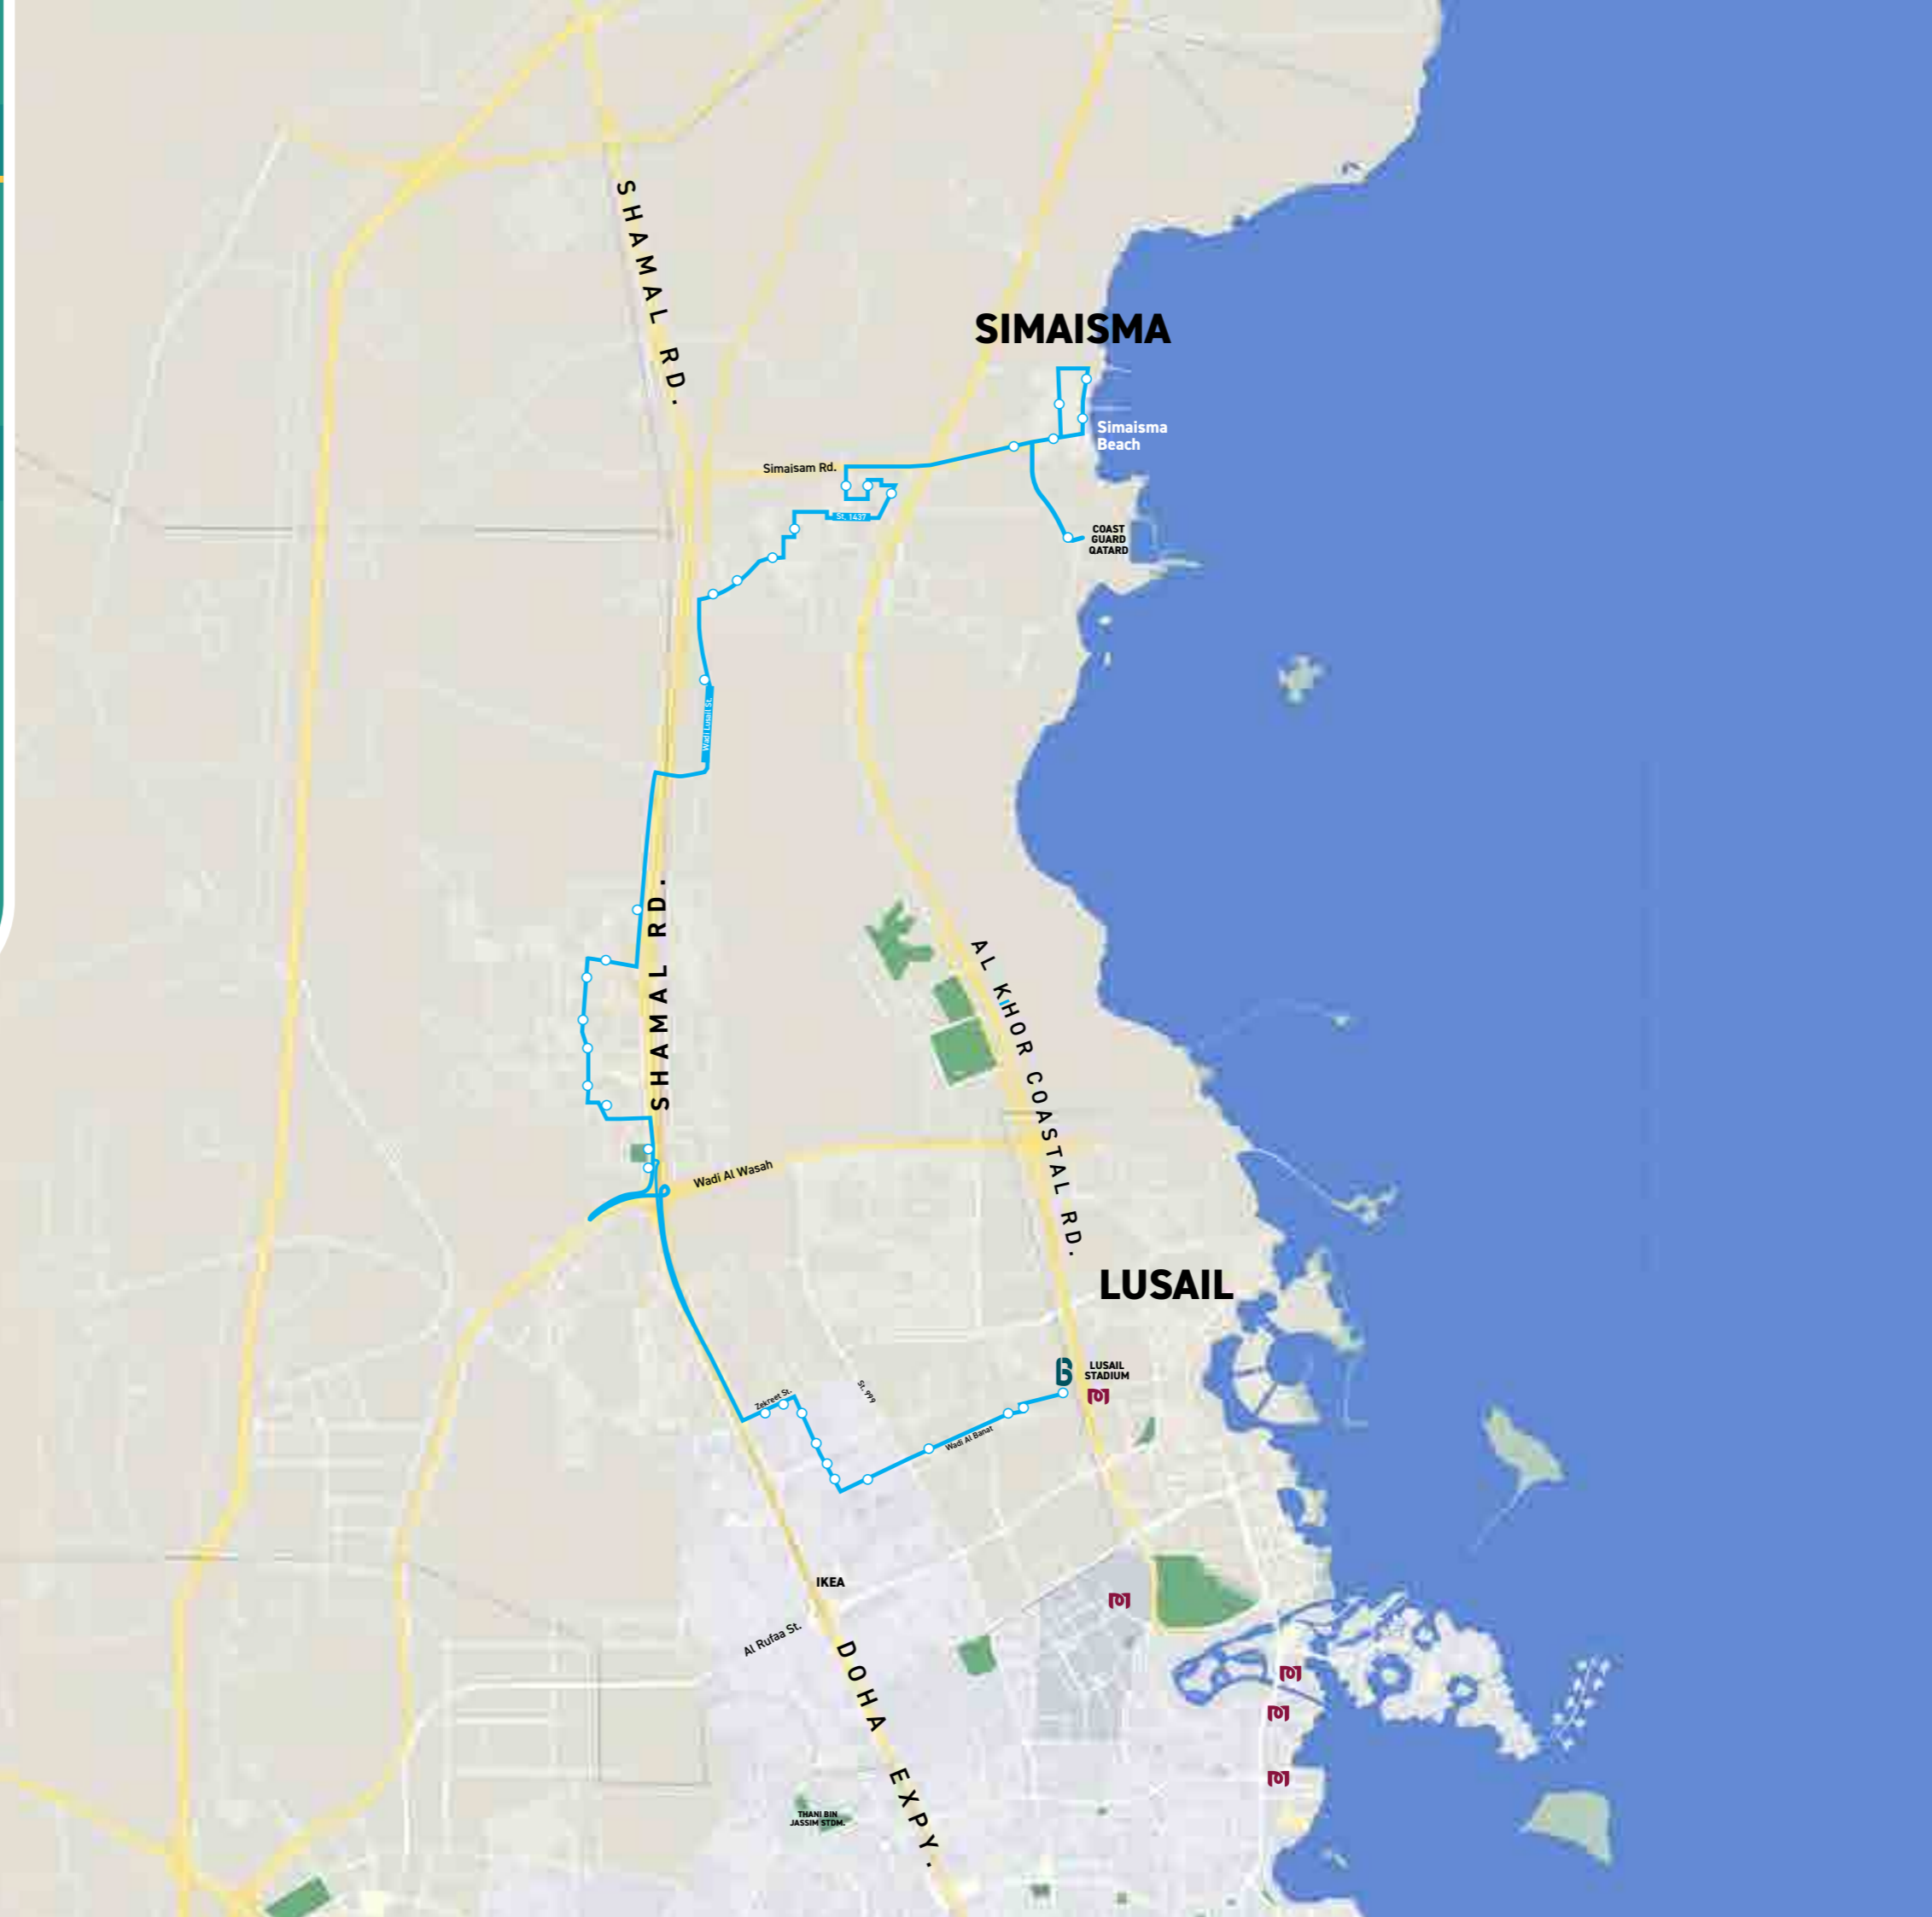 SHAMAL RD.
SIMAISMA
Simaisma
Beach
Simaisam Rd.
St. 1437
COAST
GUARD
QATARD
Wadi Lusail St.
SHAMAL RD.
AL KHOR COASTAL RD.
Wadi Al Wasah
LUSAIL
LUSAIL
STADIUM
Zekreet St.
St. 999
Wadi Al Banat
IKEA
Al Rufaa St.
DOHA EXPY.
THANI BIN
JASSIM STDM.